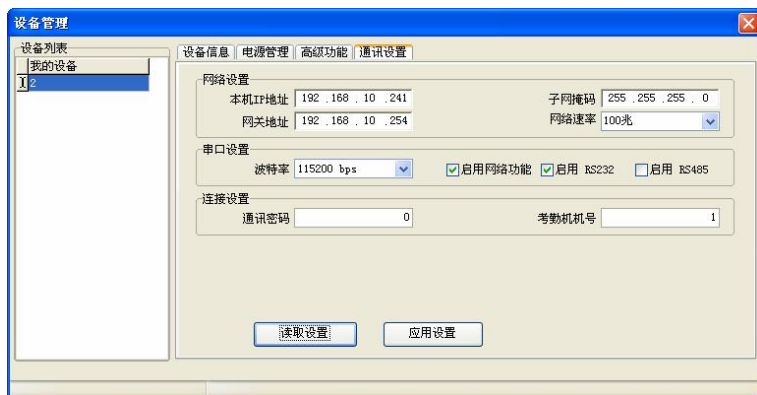 设备管理
设备列表
我的设备
2
设备信息 电源管理 高级功能 通讯设置
网络设置
本机IP地址 192 .168 . 10 .241 子网掩码 255 .255 .255 . 0
网关地址 192 .168 . 10 .254 网络速率 100兆
串口设置
波特率 115200 bps 启用网络功能 启用 RS232 启用 RS485
连接设置
通讯密码 0 考勤机机号 1
读取设置 应用设置